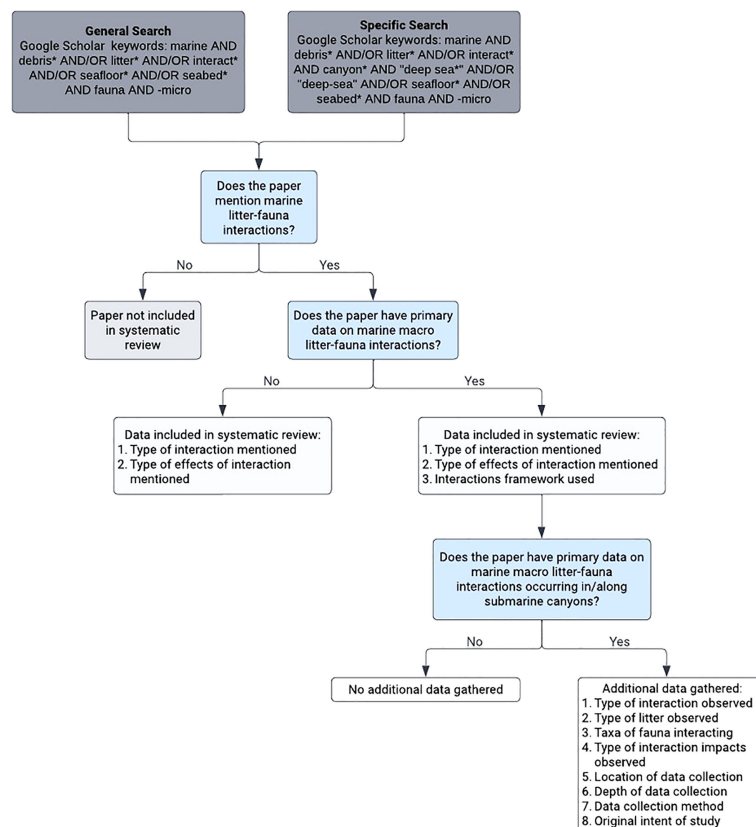 General Search
Google Scholar keywords: marine AND
debris* AND/OR litter* AND/OR interact*
AND/OR seafloor* AND/OR seabed*
AND fauna AND -micro
Specific Search
Google Scholar keywords: marine AND
debris* AND/OR litter* AND/OR interact*
AND canyon* AND "deep sea*" AND/OR
"deep-sea" AND/OR seafloor* AND/OR
seabed* AND fauna AND -micro
Does the paper
mention marine
litter-fauna
interactions?
No
Yes
Paper not included
in systematic
review
Does the paper have primary
data on marine macro
litter-fauna interactions?
No
Yes
Data included in systematic review:
1. Type of interaction mentioned
2. Type of effects of interaction
mentioned
Data included in systematic review:
1. Type of interaction mentioned
2. Type of effects of interaction mentioned
3. Interactions framework used
Does the paper have primary data on
marine macro litter-fauna
interactions occurring in/along
submarine canyons?
No
Yes
No additional data gathered
Additional data gathered:
1. Type of interaction observed
2. Type of litter observed
3. Taxa of fauna interacting
4. Type of interaction impacts
observed
5. Location of data collection
6. Depth of data collection
7. Data collection method
8. Original intent of study